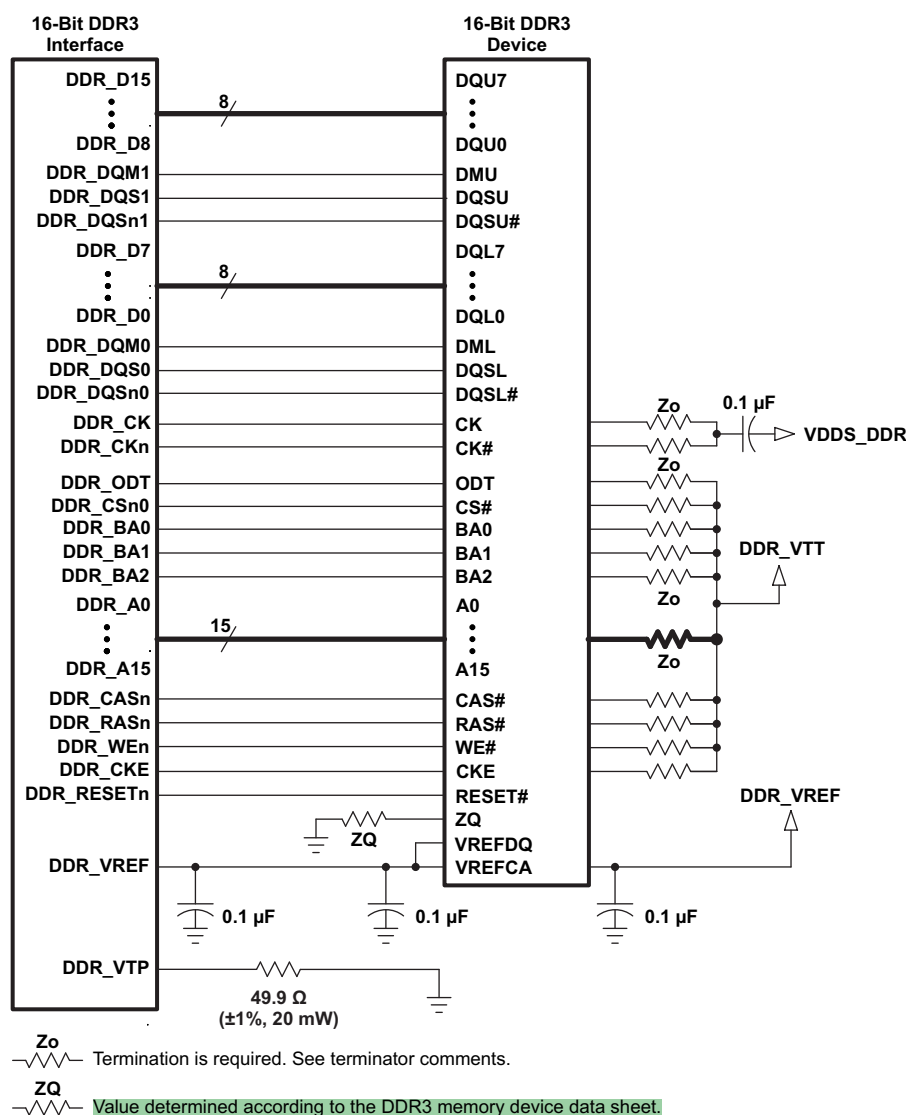 16-Bit DDR3
Interface
16-Bit DDR3
Device
DDR_D15
8
DQU7
DDR_D8
DQU0
DDR_DQM1
DMU
DDR_DQS1
DQSU
DDR_DQSn1
DQSU#
DDR_D7
8
DQL7
DDR_D0
DQL0
DDR_DQM0
DML
DDR_DQS0
DQSL
DDR_DQSn0
DQSL#
Zo
0.1 µF
DDR_CK
CK
VDDS_DDR
DDR_CKn
CK#
Zo
DDR_ODT
ODT
DDR_CSn0
CS#
DDR_BA0
BA0
DDR_BA1
BA1
DDR_VTT
DDR_BA2
BA2
Zo
DDR_A0
A0
15
Zo
DDR_A15
A15
DDR_CASn
CAS#
DDR_RASn
RAS#
DDR_WEn
WE#
DDR_CKE
CKE
DDR_RESETn
RESET#
DDR_VREF
ZQ
ZQ
VREFDQ
DDR_VREF
VREFCA
0.1 µF
0.1 µF
0.1 µF
DDR_VTP
49.9 Ω
(±1%, 20 mW)
Zo
Termination is required. See terminator comments.
ZQ
Value determined according to the DDR3 memory device data sheet.